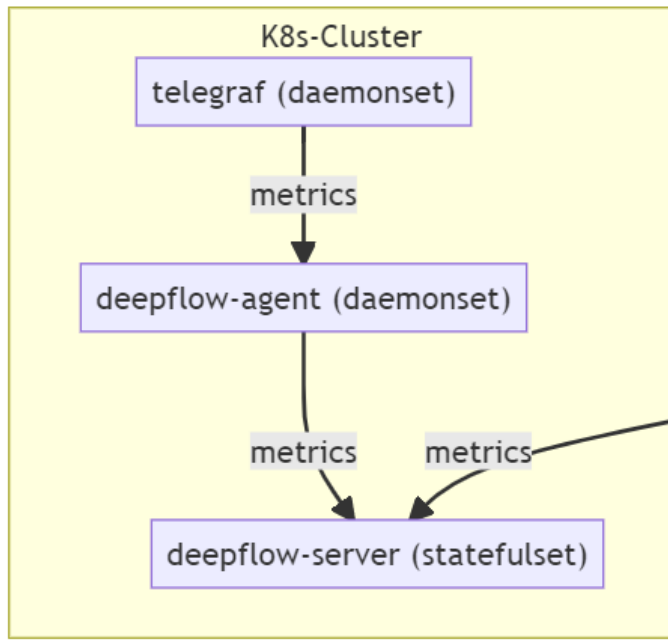 K8s-Cluster
telegraf (daemonset)
metrics
deepflow-agent (daemonset)
metrics
metrics
deepflow-server (statefulset)